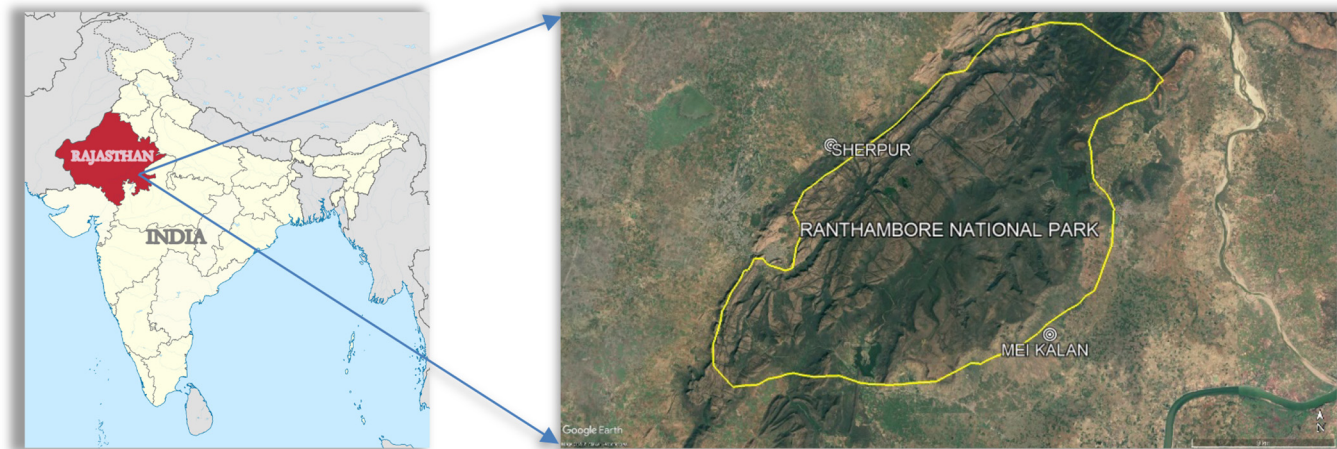 RAJASTHAN
INDIA
SHERPUR
RANTHAMBORE NATIONAL PARK
MEI KALAN
Google Earth
N